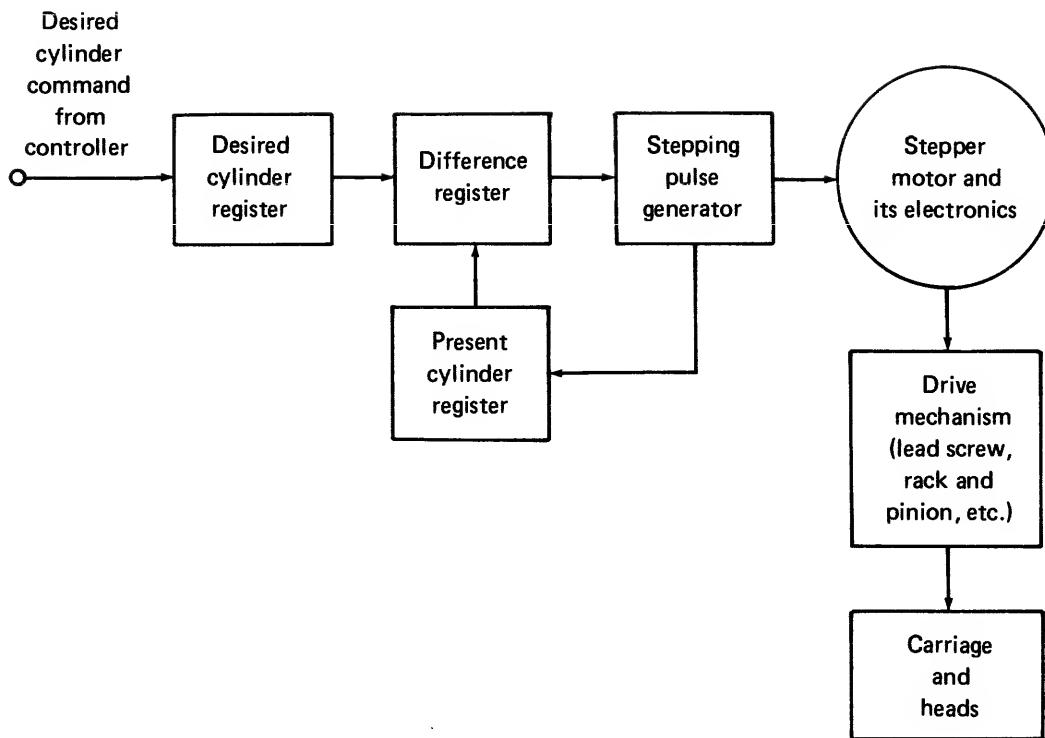 Desired
cylinder
command
from
controller
Desired
cylinder
register
Difference
register
Stepping
pulse
generator
Stepper
motor and
its electronics
Present
cylinder
register
Drive
mechanism
(lead screw,
rack and
pinion, etc.)
Carriage
and
heads